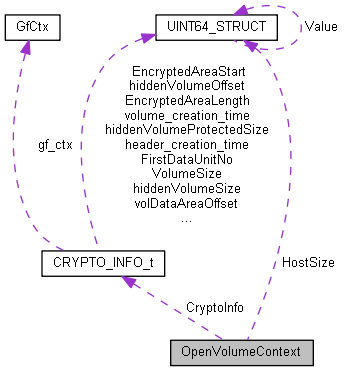 GfCtx
UINT64_STRUCT
Value
EncryptedAreaStart
hiddenVolumeOffset
EncryptedAreaLength
volume_creation_time
hiddenVolumeProtectedSize
header_creation_time
FirstDataUnitNo
VolumeSize
hiddenVolumeSize
volDataAreaOffset
...
gf_ctx
CRYPTO_INFO_t
HostSize
CryptoInfo
OpenVolumeContext